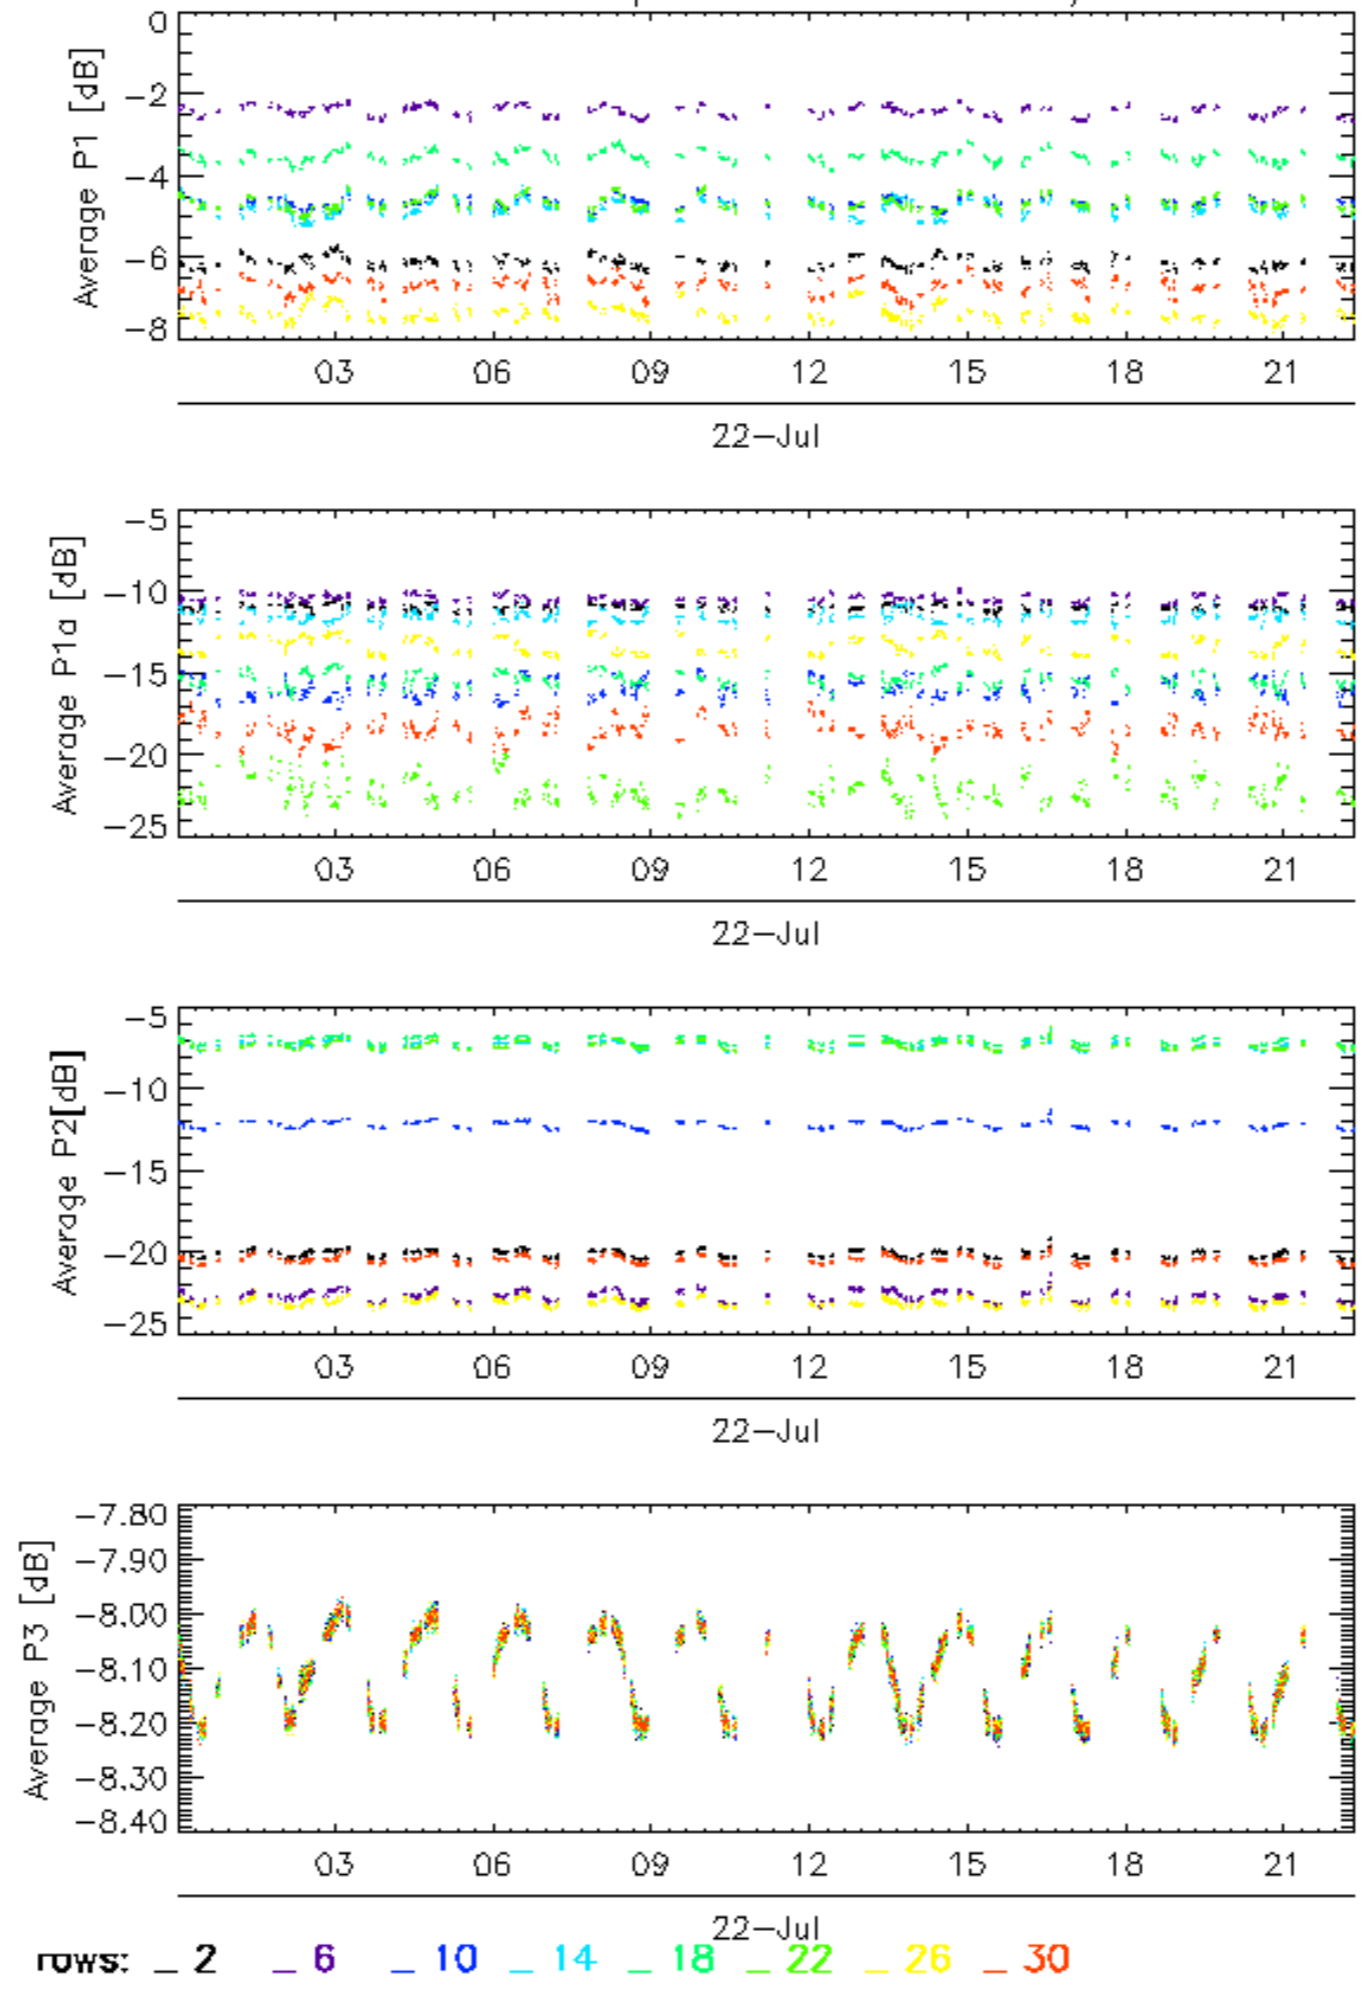 Average P1 [dB]
0
−2
−4
−6
−8
03 06 09 12 15 18 21
22−Jul
Average P1a [dB]
−5
−10
−15
−20
−25
03 06 09 12 15 18 21
22−Jul
Average P2[dB]
−5
−10
−15
−20
−25
03 06 09 12 15 18 21
22−Jul
Average P3 [dB]
−7.80
−7.90
−8.00
−8.10
−8.20
−8.30
−8.40
03 06 09 12 15 18 21
22−Jul
rows: _ 2 _ 6 _ 10 _ 14 _ 18 _ 22 _ 26 _ 30